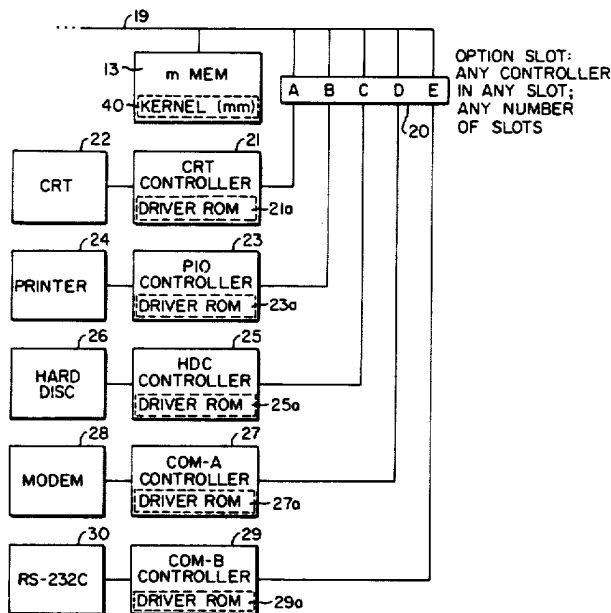 ... 19
13
m MEM
40
KERNEL (mm)
A B C D E
20
OPTION SLOT:
ANY CONTROLLER
IN ANY SLOT;
ANY NUMBER
OF SLOTS
22
CRT
21
CRT
CONTROLLER
DRIVER ROM
21a
24
PRINTER
23
PIO
CONTROLLER
DRIVER ROM
23a
26
HARD
DISC
25
HDC
CONTROLLER
DRIVER ROM
25a
28
MODEM
27
COM-A
CONTROLLER
DRIVER ROM
27a
30
RS-232C
29
COM-B
CONTROLLER
DRIVER ROM
29a